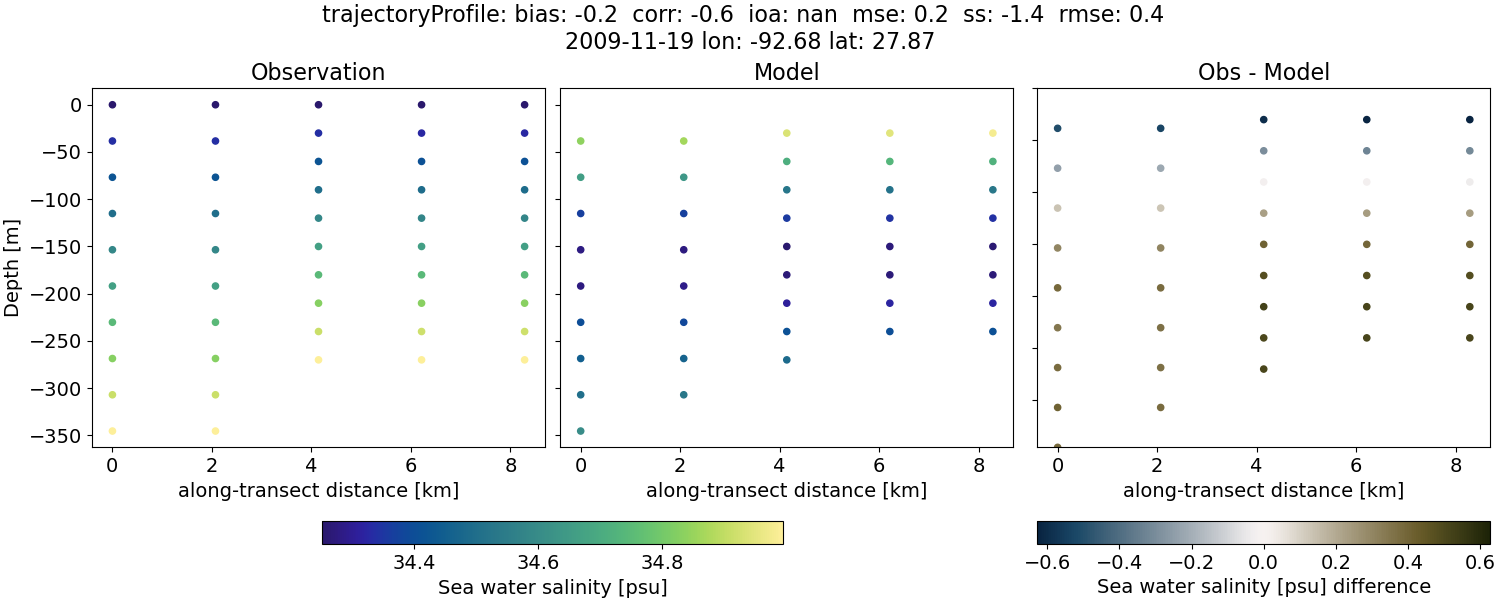 trajectoryProfile: bias: -0.2  corr: -0.6  ioa: nan  mse: 0.2  ss: -1.4  rmse: 0.4
2009-11-19 lon: -92.68 lat: 27.87
Observation
Model
Obs - Model
Depth [m]
0
−50
−100
−150
−200
−250
−300
−350
0 2 4 6 8
0 2 4 6 8
0 2 4 6 8
along-transect distance [km]
along-transect distance [km]
along-transect distance [km]
34.4 34.6 34.8
Sea water salinity [psu]
−0.6 −0.4 −0.2 0.0 0.2 0.4 0.6
Sea water salinity [psu] difference